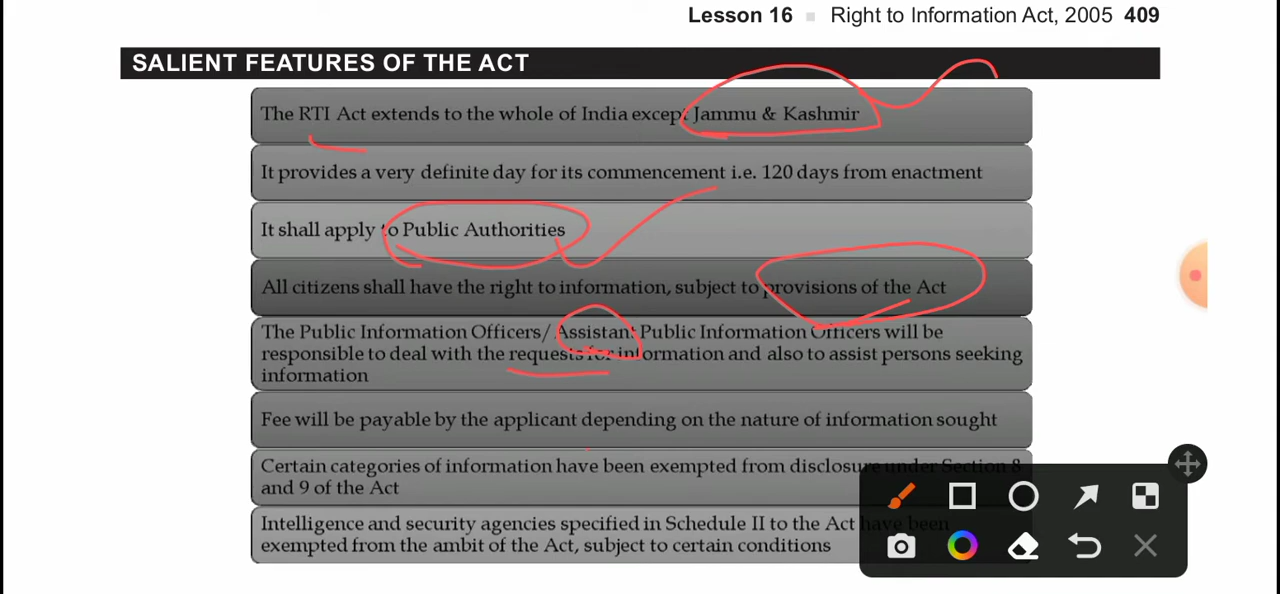 Lesson 16 ■ Right to Information Act, 2005 409
SALIENT FEATURES OF THE ACT
The RTI Act extends to the whole of India except Jammu & Kashmir
It provides a very definite day for its commencement i.e. 120 days from enactment
It shall apply to Public Authorities
All citizens shall have the right to information, subject to provisions of the Act
The Public Information Officers/ Assistant Public Information Officers will be
responsible to deal with the requests for information and also to assist persons seeking
information
Fee will be payable by the applicant depending on the nature of information sought
Certain categories of information have been exempted from disclosure under Section 8
and 9 of the Act
Intelligence and security agencies specified in Schedule II to the Act have been
exempted from the ambit of the Act, subject to certain conditions